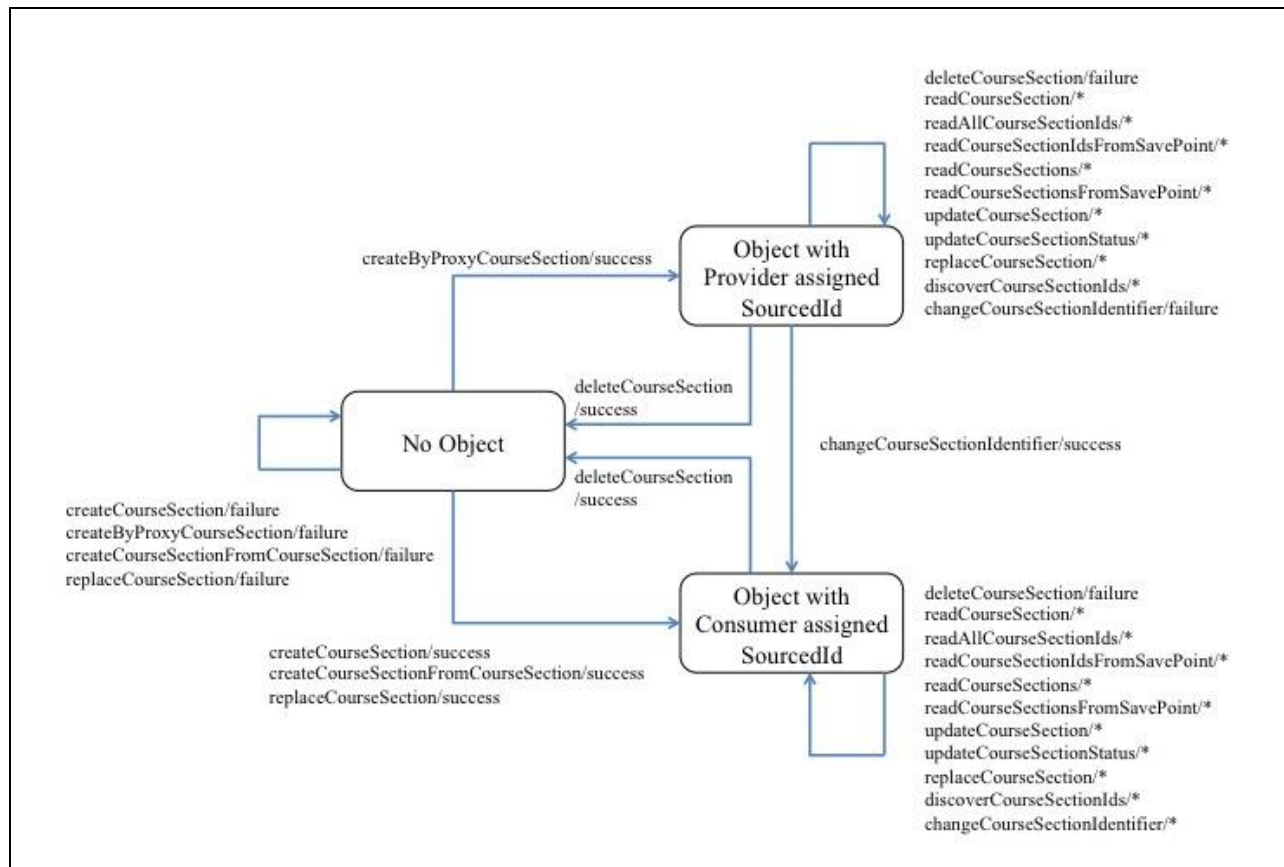 deleteCourseSection/failure
readCourseSection/*
readAllCourseSectionIds/*
readCourseSectionIdsFromSavePoint/*
readCourseSections/*
readCourseSectionsFromSavePoint/*
updateCourseSection/*
updateCourseSectionStatus/*
replaceCourseSection/*
discoverCourseSectionIds/*
changeCourseSectionIdentifier/failure
Object with
Provider assigned
SourcedId
createByProxyCourseSection/success
deleteCourseSection
/success
No Object
changeCourseSectionIdentifier/success
deleteCourseSection
/success
createCourseSection/failure
createByProxyCourseSection/failure
createCourseSectionFromCourseSection/failure
replaceCourseSection/failure
Object with
Consumer assigned
SourcedId
createCourseSection/success
createCourseSectionFromCourseSection/success
replaceCourseSection/success
deleteCourseSection/failure
readCourseSection/*
readAllCourseSectionIds/*
readCourseSectionIdsFromSavePoint/*
readCourseSections/*
readCourseSectionsFromSavePoint/*
updateCourseSection/*
updateCourseSectionStatus/*
replaceCourseSection/*
discoverCourseSectionIds/*
changeCourseSectionIdentifier/*